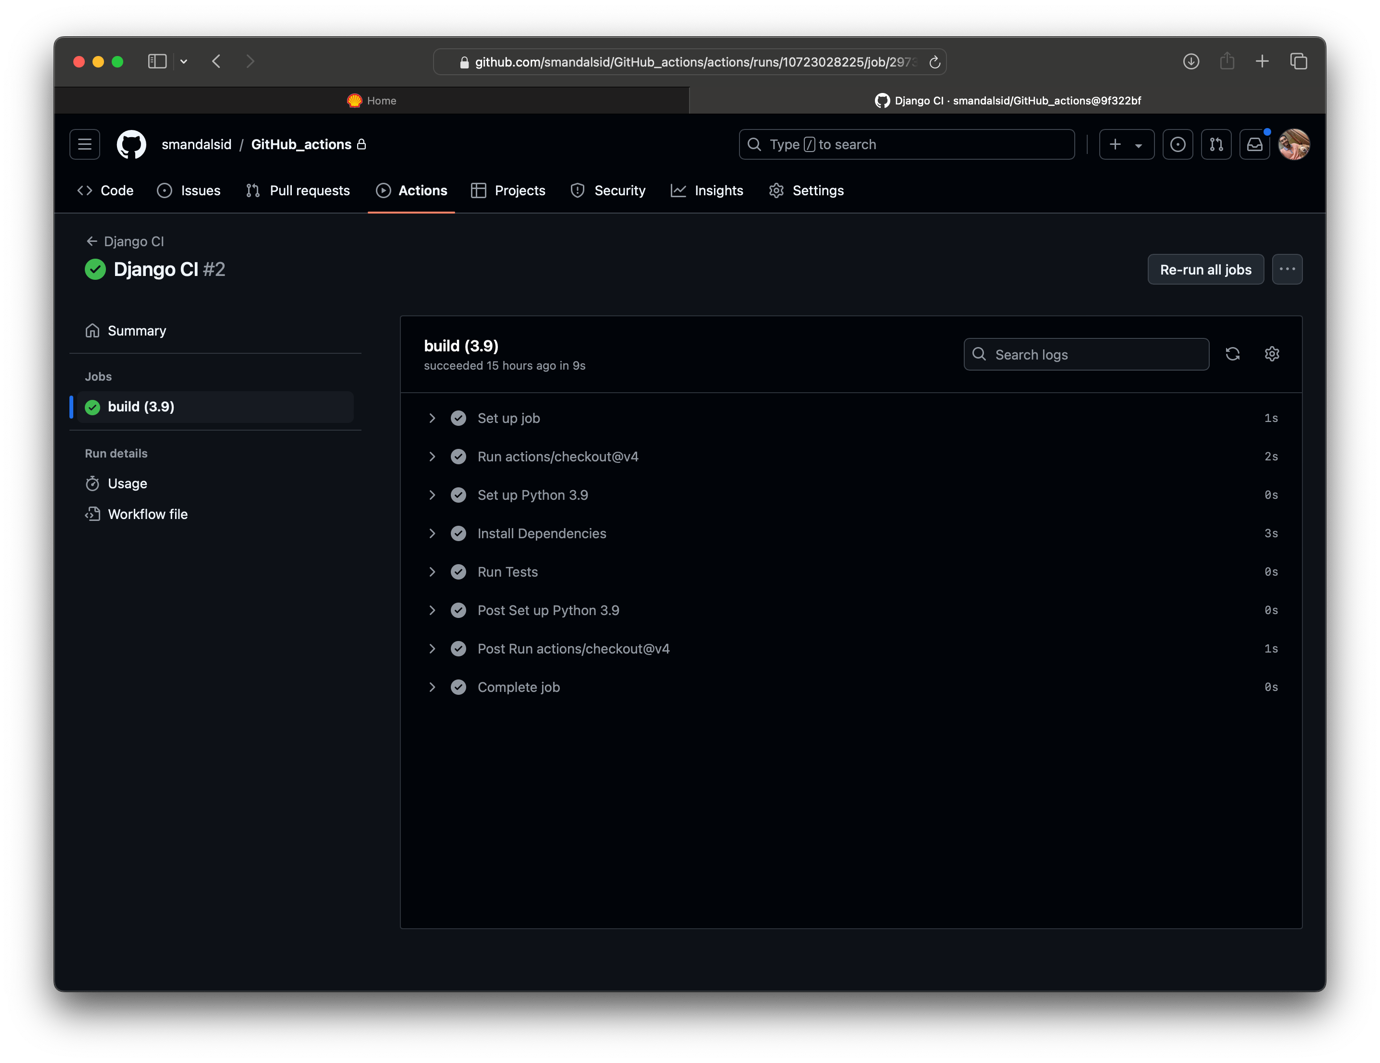 github.com/smandalsid/GitHub_actions/actions/runs/10723028225/job/2973
Home
Django CI · smandalsid/GitHub_actions@9f322bf
smandalsid / GitHub_actions
Type / to search
Code
Issues
Pull requests
Actions
Projects
Security
Insights
Settings
Django CI
Django CI #2
Re-run all jobs
Summary
Jobs
build (3.9)
Run details
Usage
Workflow file
build (3.9)
succeeded 15 hours ago in 9s
Search logs
Set up job 1s
Run actions/checkout@v4 2s
Set up Python 3.9 0s
Install Dependencies 3s
Run Tests 0s
Post Set up Python 3.9 0s
Post Run actions/checkout@v4 1s
Complete job 0s